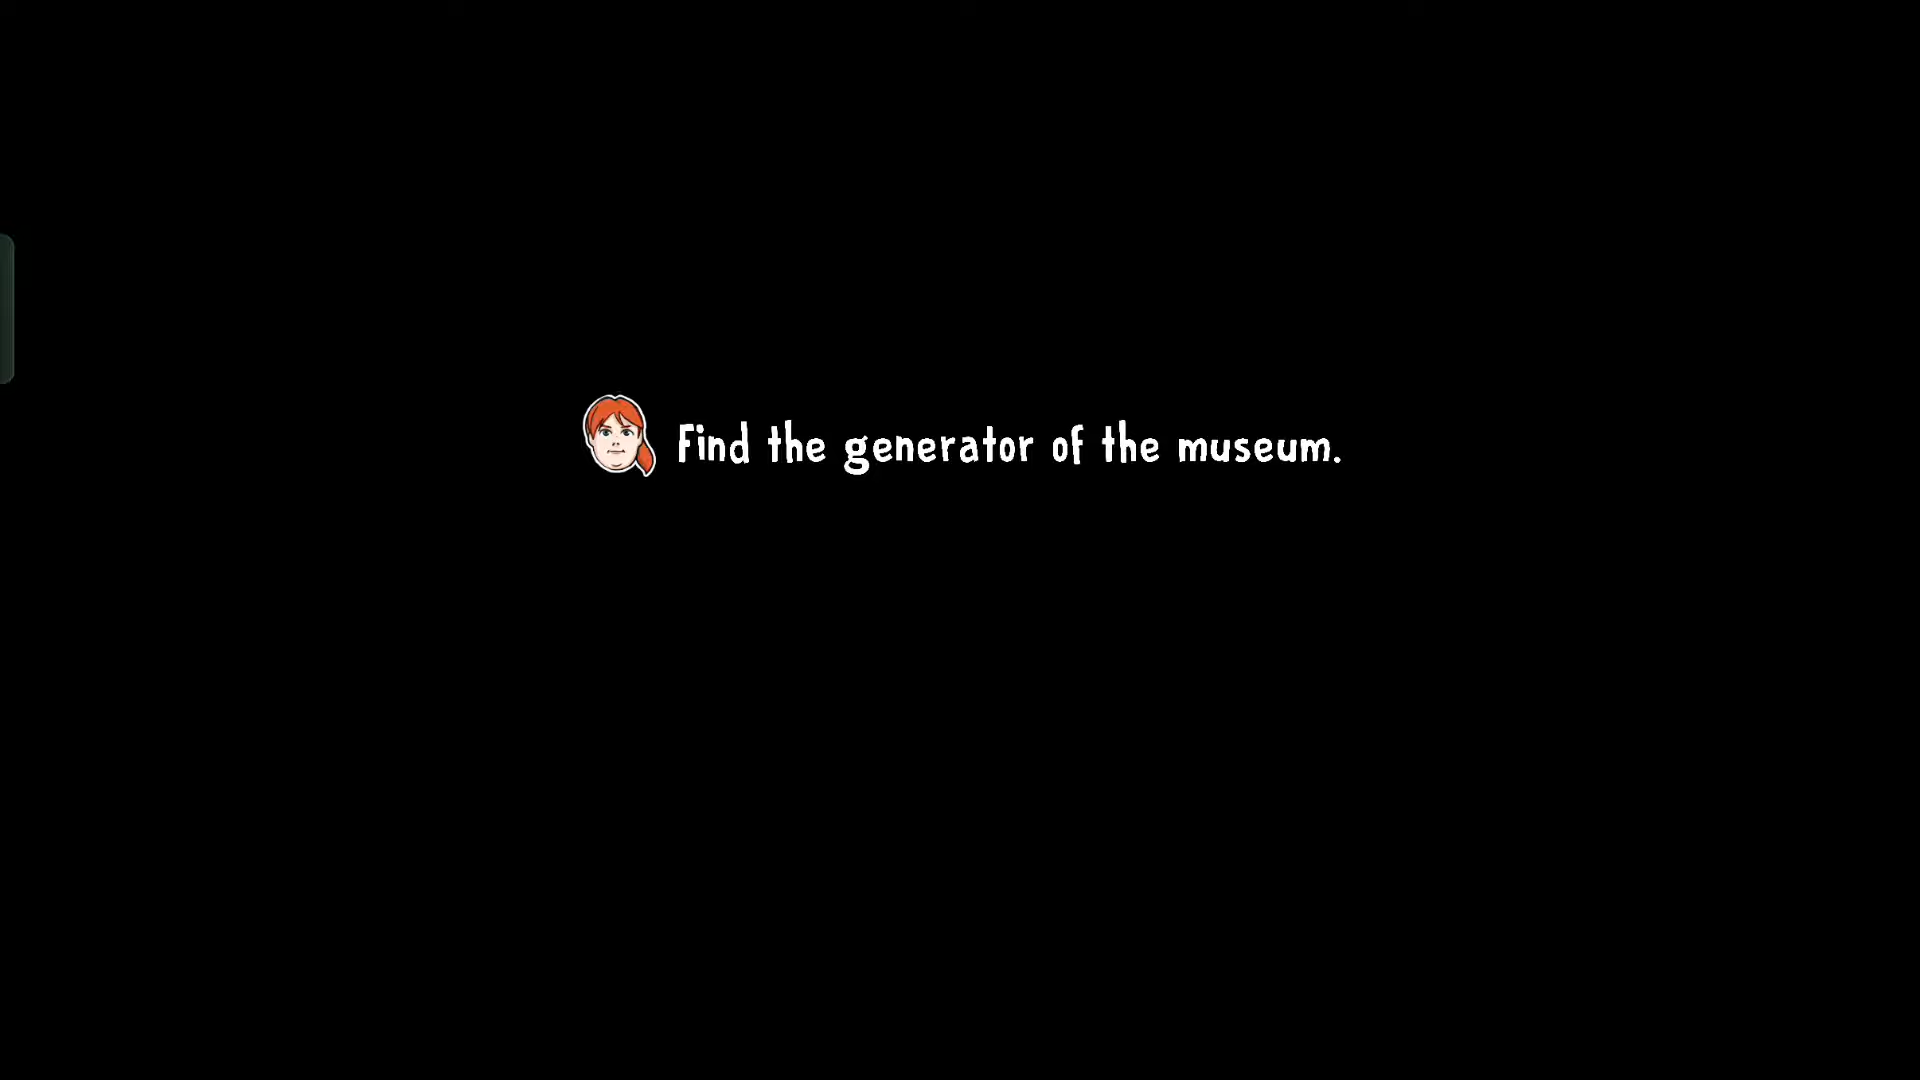 Find the generator of the museum.